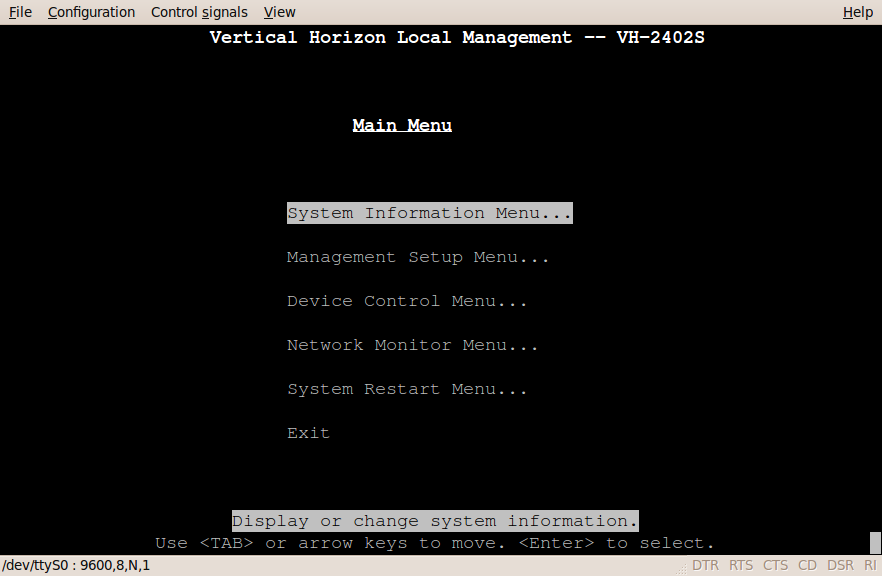 File Configuration Control signals View Help
Vertical Horizon Local Management -- VH-2402S
Main Menu
System Information Menu...
Management Setup Menu...
Device Control Menu...
Network Monitor Menu...
System Restart Menu...
Exit
Display or change system information.
Use <TAB> or arrow keys to move. <Enter> to select.
/dev/ttyS0 : 9600,8,N,1 DTR RTS CTS CD DSR RI